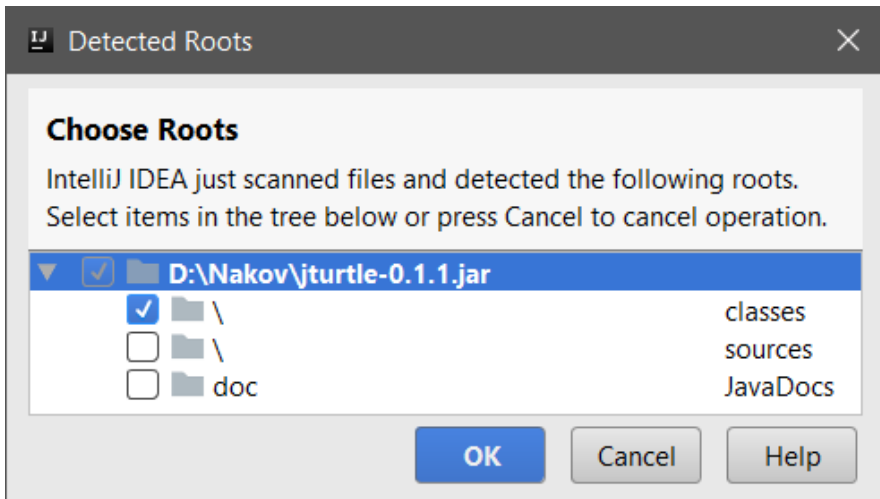 IJ Detected Roots
Choose Roots
IntelliJ IDEA just scanned files and detected the following roots.
Select items in the tree below or press Cancel to cancel operation.
D:\Nakov\jturtle-0.1.1.jar
\ classes
\ sources
doc JavaDocs
OK Cancel Help